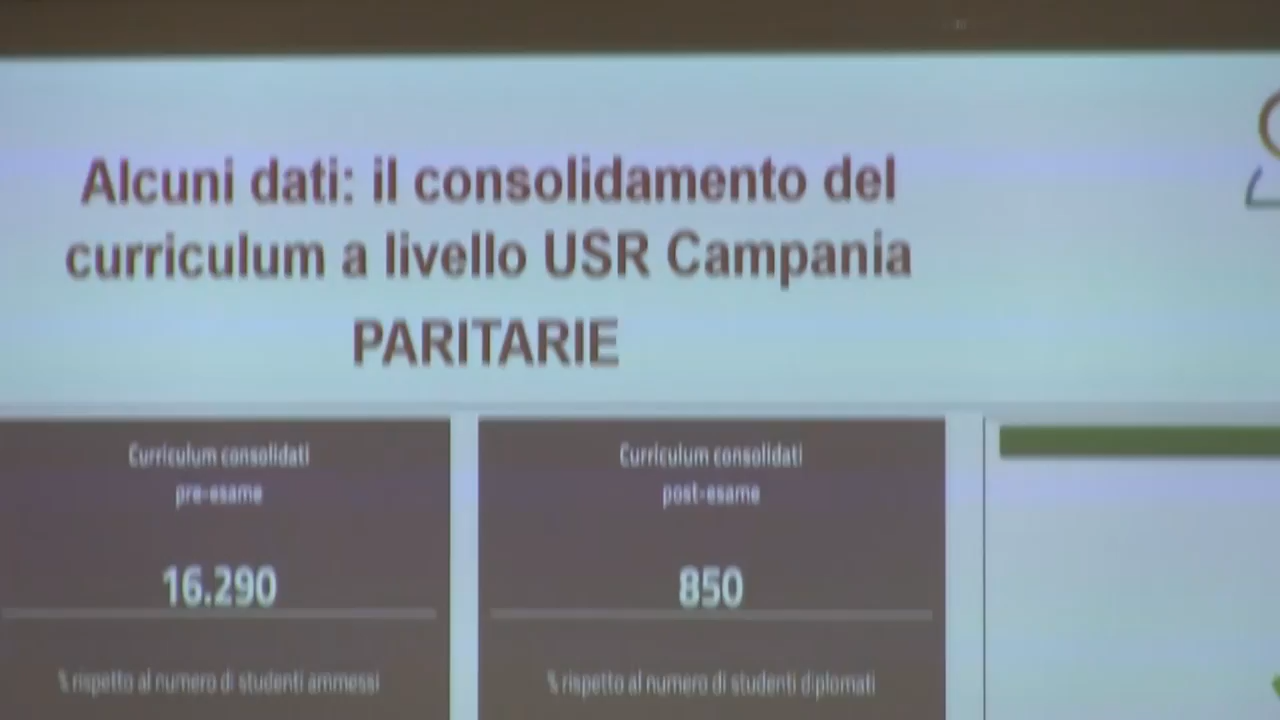 Alcuni dati: il consolidamento del
curriculum a livello USR Campania
PARITARIE
Curriculum consolidati
pre-esame
16.290
% rispetto al numero di studenti ammessi
Curriculum consolidati
post-esame
850
% rispetto al numero di studenti diplomati